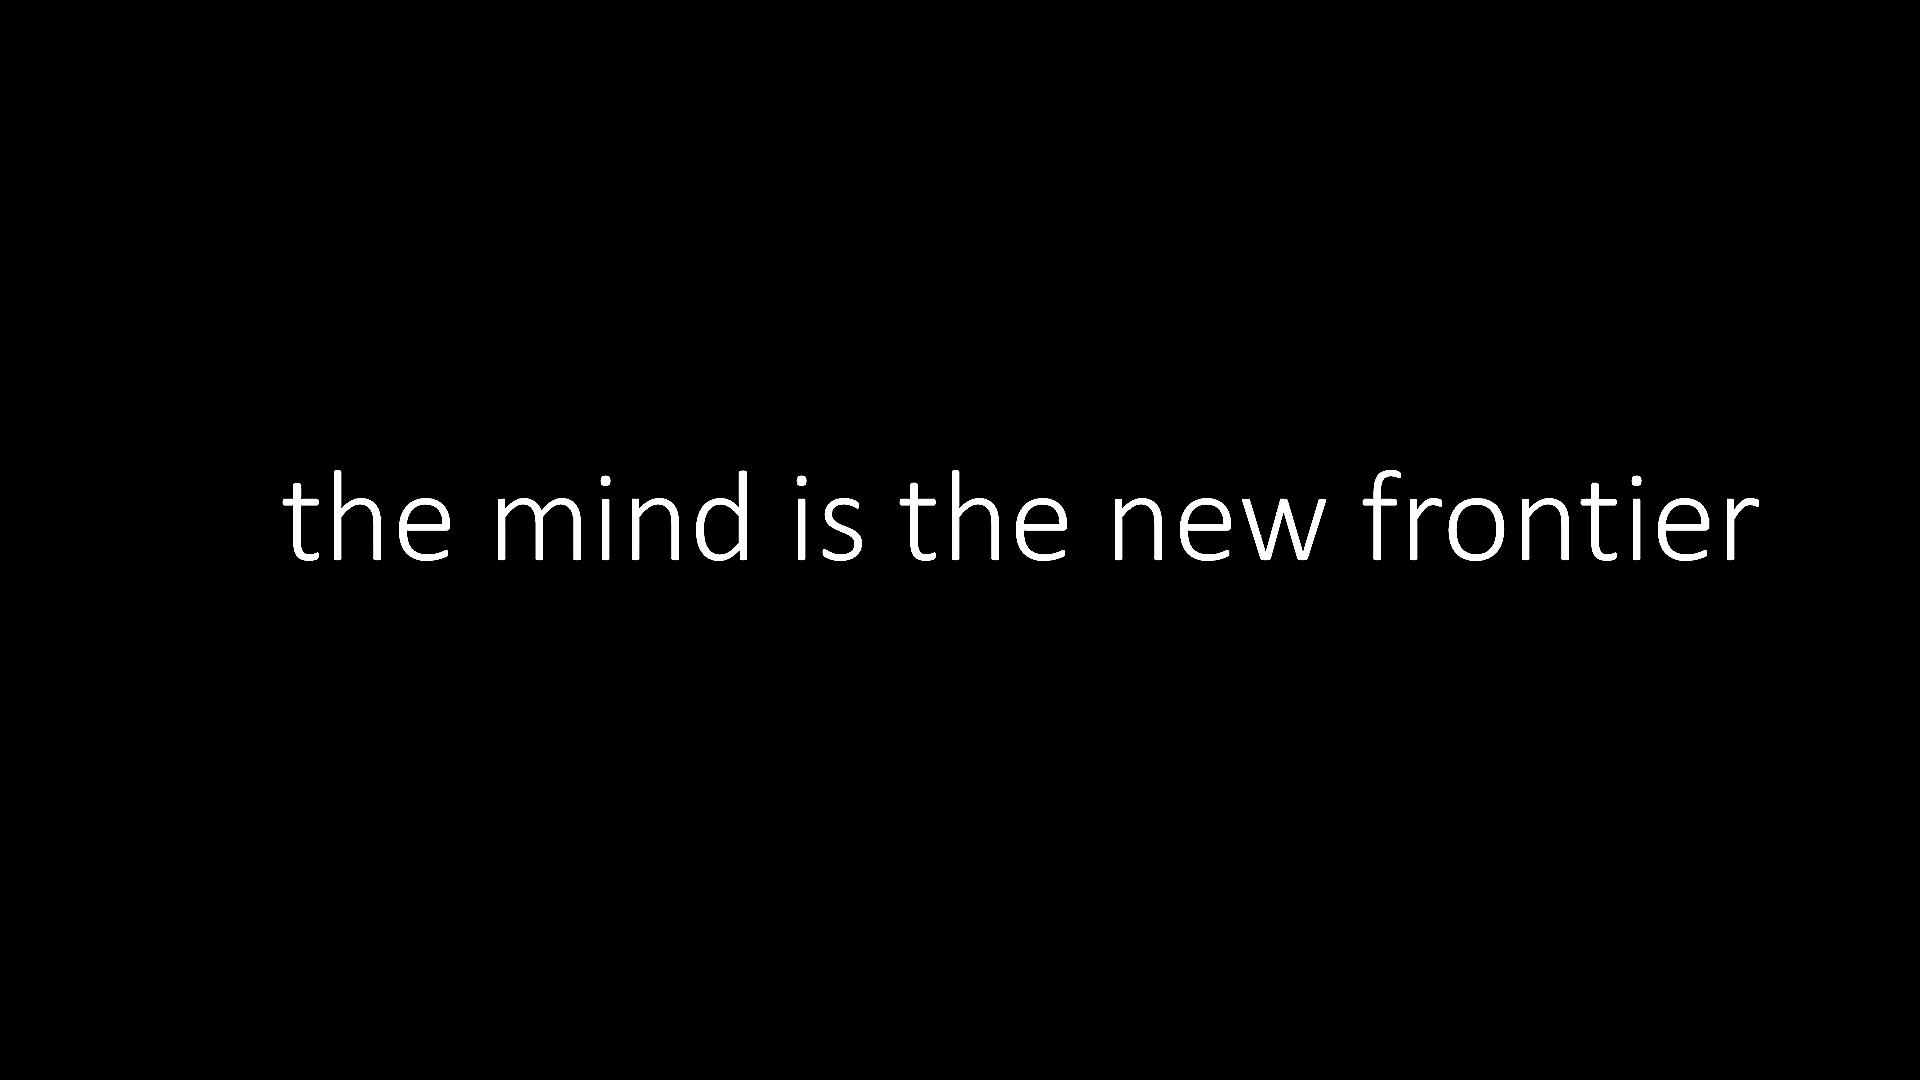 the mind is the new frontier